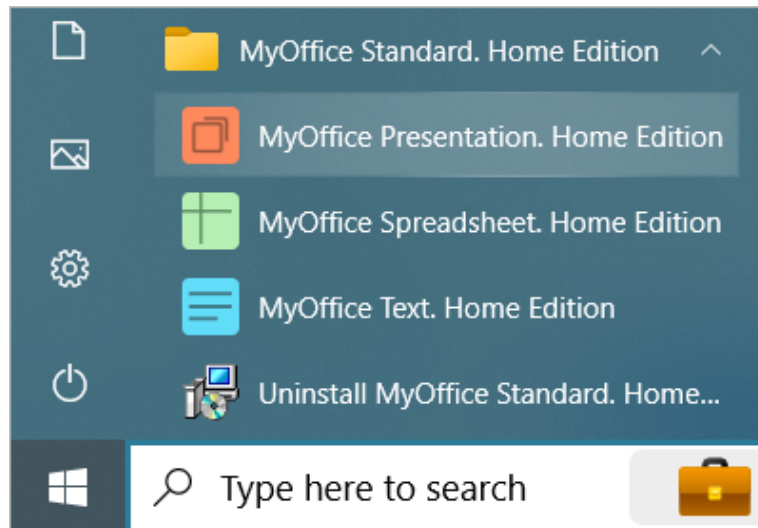 MyOffice Standard. Home Edition
MyOffice Presentation. Home Edition
MyOffice Spreadsheet. Home Edition
MyOffice Text. Home Edition
Uninstall MyOffice Standard. Home...
Type here to search